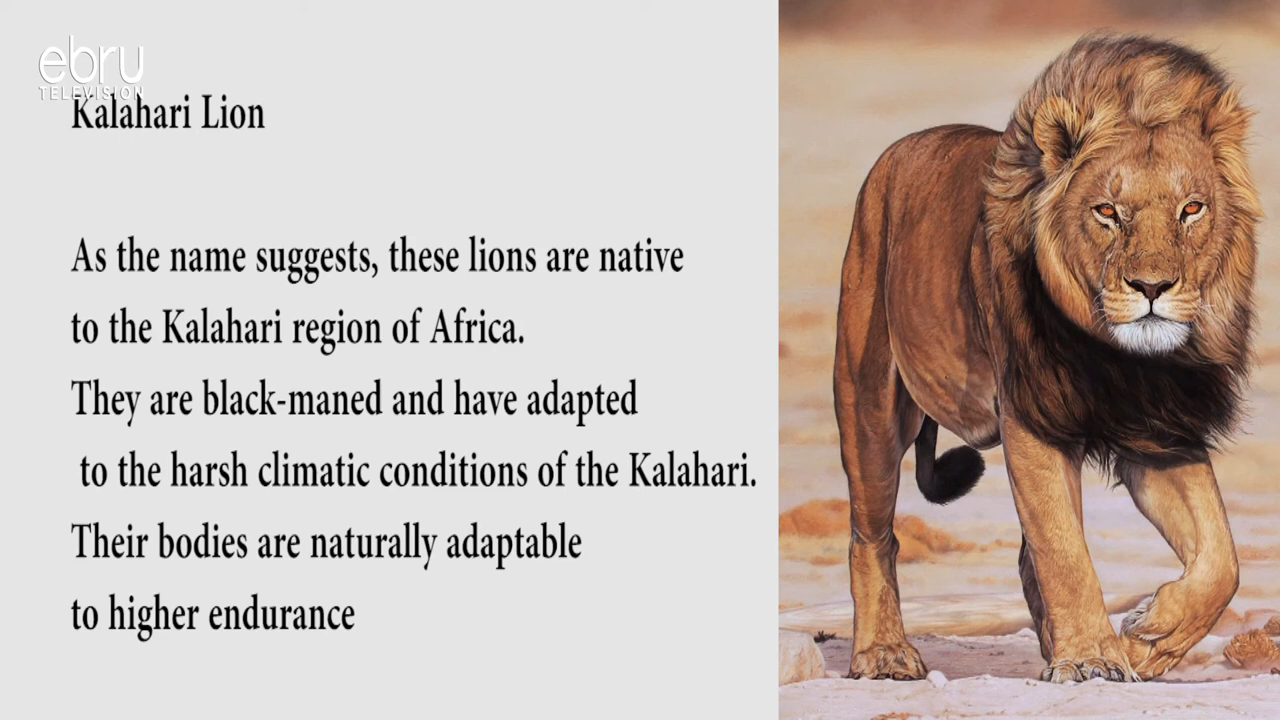 ebru
TELEVISION
Kalahari Lion
As the name suggests, these lions are native
to the Kalahari region of Africa.
They are black-maned and have adapted
to the harsh climatic conditions of the Kalahari.
Their bodies are naturally adaptable
to higher endurance